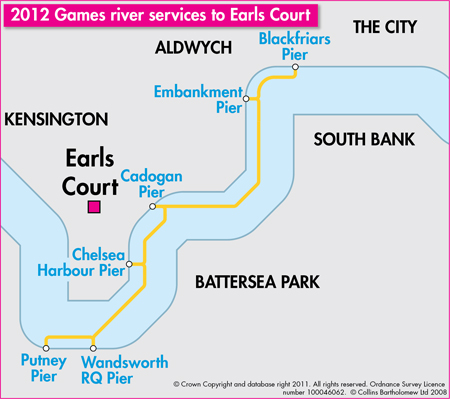 2012 Games river services to Earls Court
THE CITY
Blackfriars
Pier
ALDWYCH
Embankment
Pier
KENSINGTON
SOUTH BANK
Earls
Court
Cadogan
Pier
Chelsea
Harbour Pier
BATTERSEA PARK
Putney
Pier
Wandsworth
RQ Pier
© Crown Copyright and database right 2011. All rights reserved. Ordnance Survey Licence
number 100046062. © Collins Bartholomew Ltd 2008